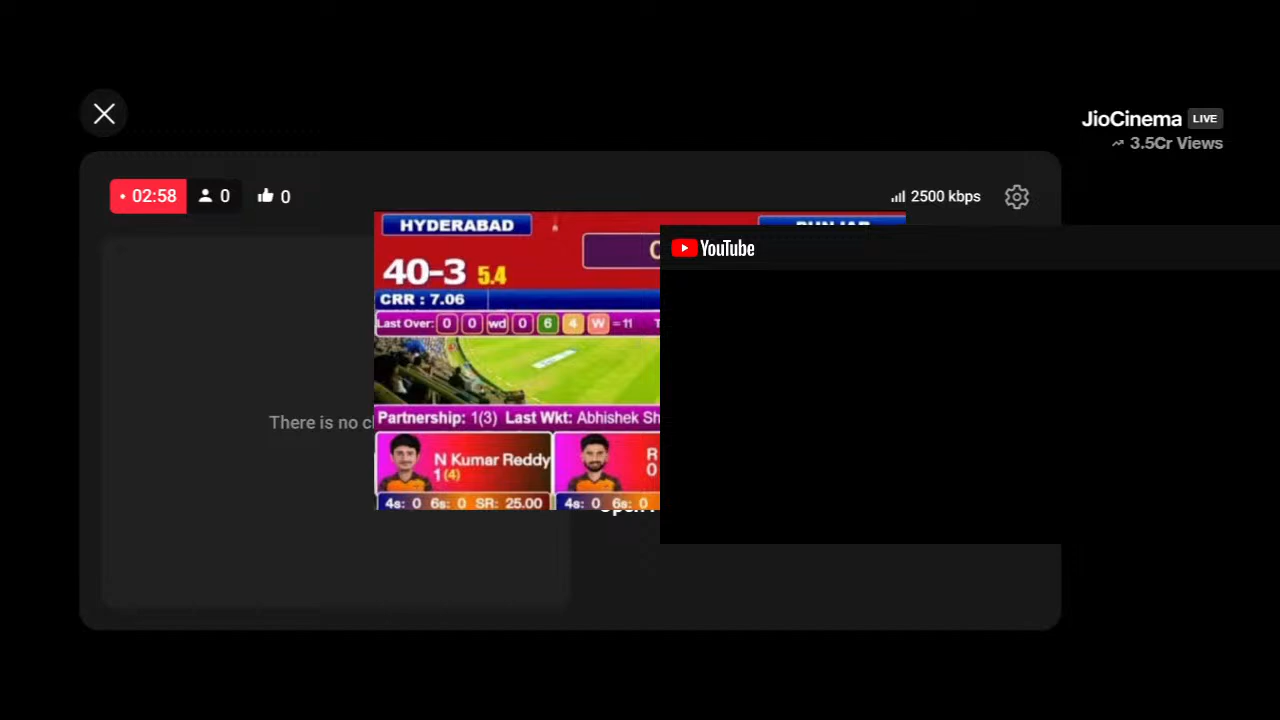 JioCinema LIVE
3.5Cr Views
02:58 0 0
2500 kbps
HYDERABAD
PUNJAB
YouTube
40-3 5.4
CRR : 7.06
Last Over: 0 0 wd 0 6 4 W = 11
There is no
Partnership: 1(3) Last Wkt: Abhishek Sh
N Kumar Reddy
1 (4)
R
0
4s: 0 6s: 0 SR: 25.00
4s: 0 6s: 0